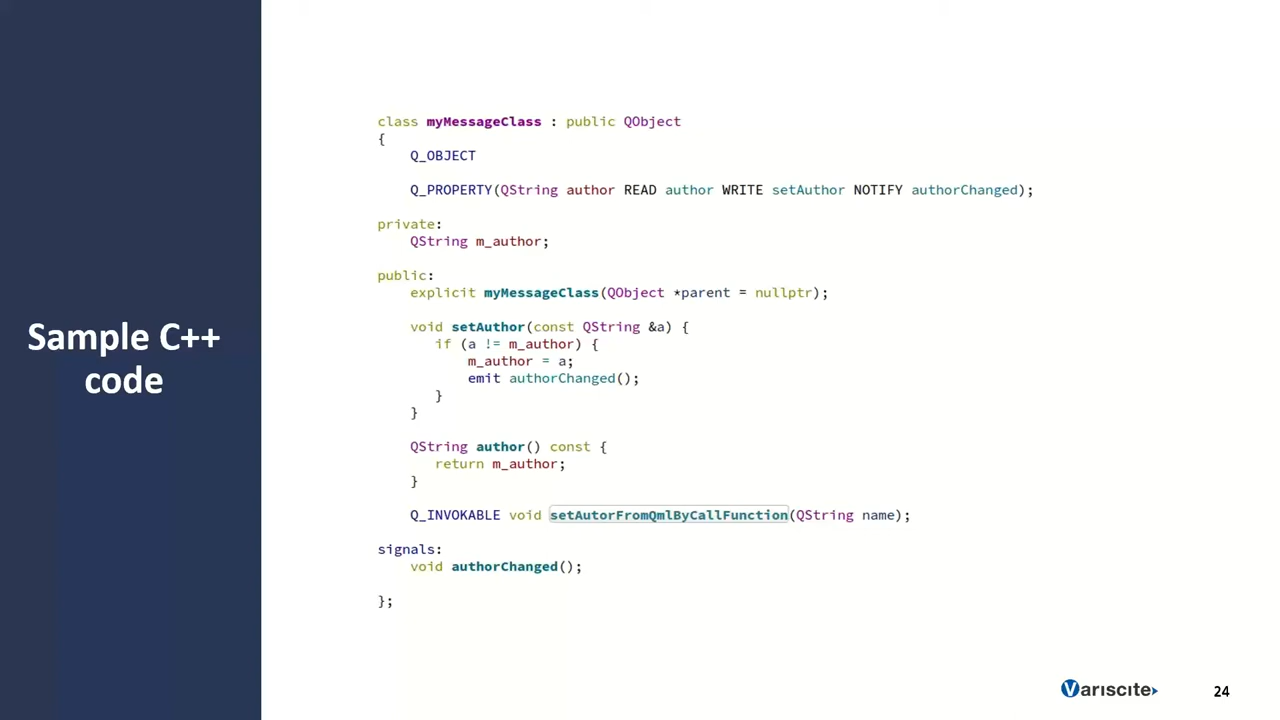 Sample C++
code
class myMessageClass : public QObject
{
Q_OBJECT
Q_PROPERTY(QString author READ author WRITE setAuthor NOTIFY authorChanged);
private:
QString m_author;
public:
explicit myMessageClass(QObject *parent = nullptr);
void setAuthor(const QString &a) {
if (a != m_author) {
m_author = a;
emit authorChanged();
}
}
QString author() const {
return m_author;
}
Q_INVOKABLE void setAutorFromQmlByCallFunction(QString name);
signals:
void authorChanged();
};
Variscite
24